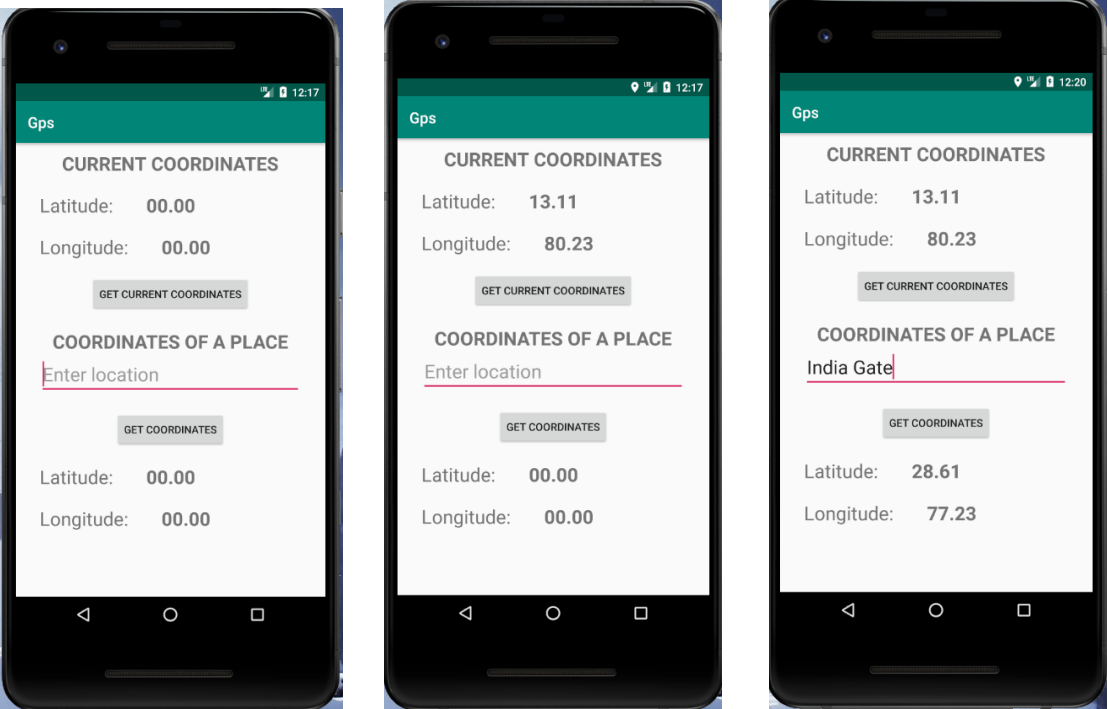 12:17
Gps
CURRENT COORDINATES
Latitude: 00.00
Longitude: 00.00
GET CURRENT COORDINATES
COORDINATES OF A PLACE
Enter location
GET COORDINATES
Latitude: 00.00
Longitude: 00.00
12:17
Gps
CURRENT COORDINATES
Latitude: 13.11
Longitude: 80.23
GET CURRENT COORDINATES
COORDINATES OF A PLACE
Enter location
GET COORDINATES
Latitude: 00.00
Longitude: 00.00
12:20
Gps
CURRENT COORDINATES
Latitude: 13.11
Longitude: 80.23
GET CURRENT COORDINATES
COORDINATES OF A PLACE
India Gate
GET COORDINATES
Latitude: 28.61
Longitude: 77.23